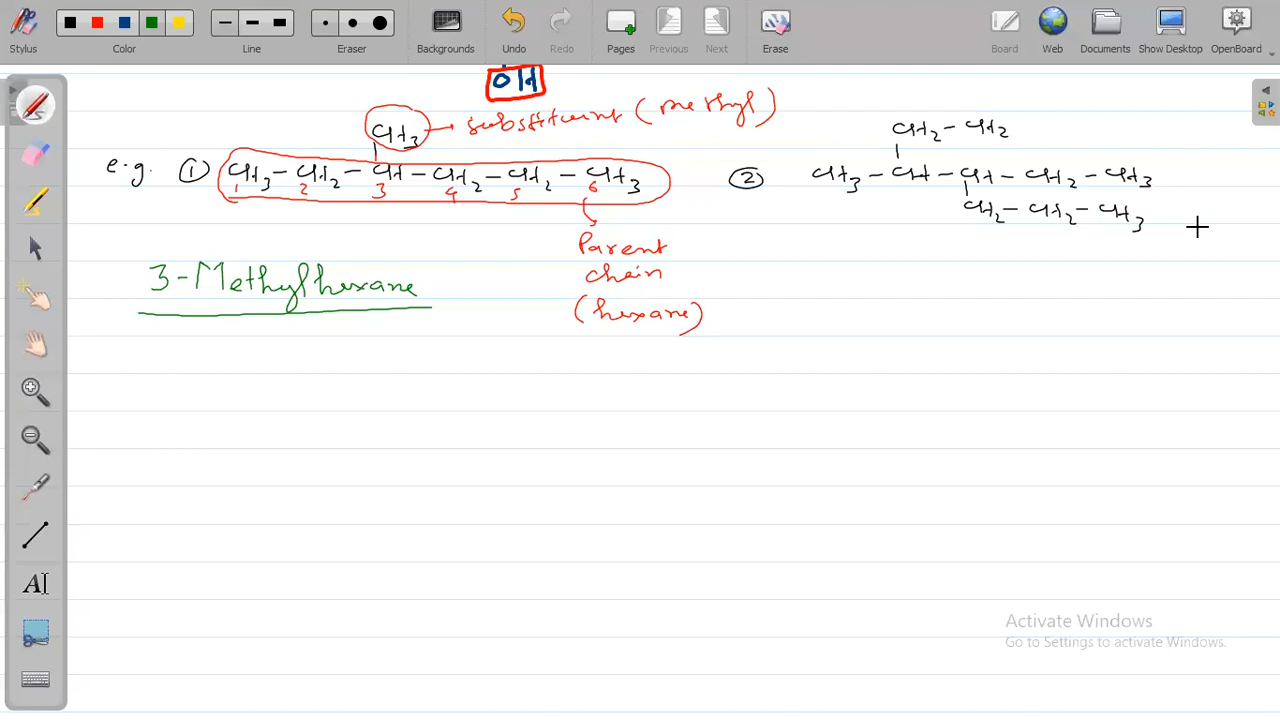 Stylus
Color
Line
Eraser
Backgrounds
Undo
Redo
Pages
Previous
Next
Erase
Board
Web
Documents
Show Desktop
OpenBoard
old
CH3 → substituent (methyl)
e.g. ① CH3 - CH2 - CH - CH2 - CH2 - CH3
1 2 3 4 5 6
Parent
chain
(hexane)
3-Methylhexane
CH2 - CH2
② CH3 - CH - CH - CH2 - CH3
CH2 - CH2 - CH3
AI
Activate Windows
Go to Settings to activate Windows.